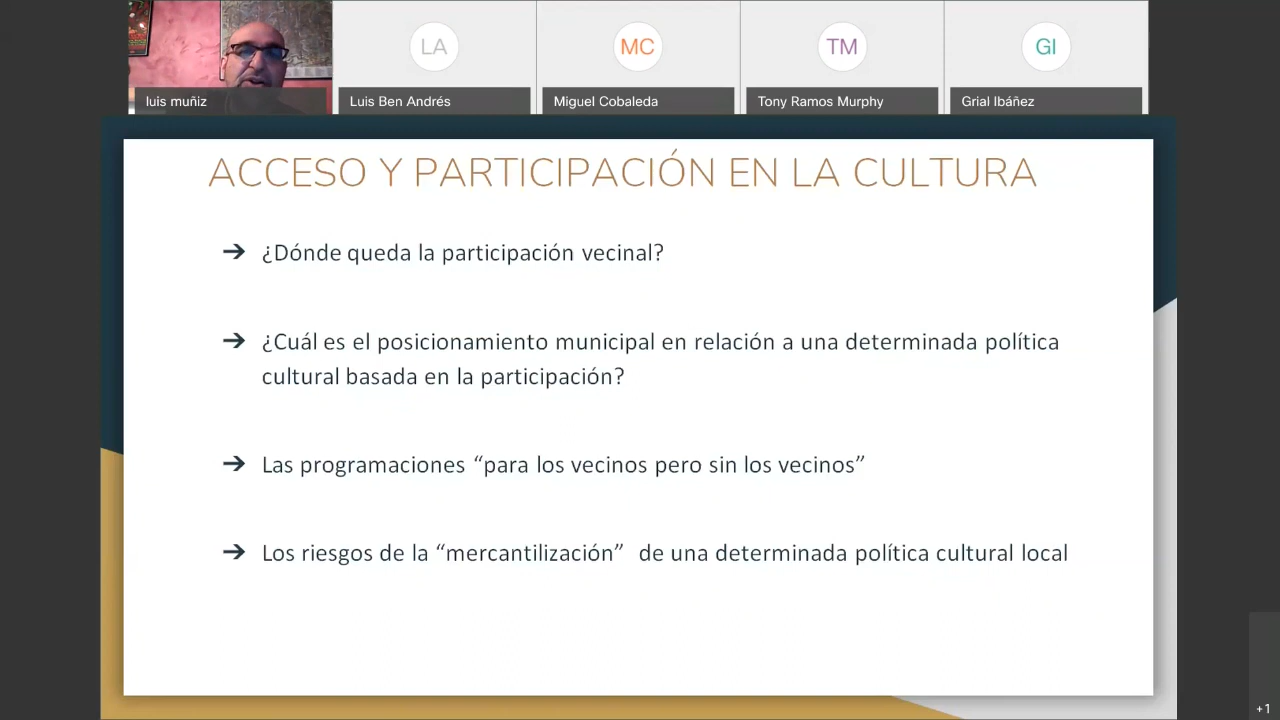 LA
MC
TM
GI
luis muñiz
Luis Ben Andrés
Miguel Cobaleda
Tony Ramos Murphy
Grial Ibáñez
ACCESO Y PARTICIPACIÓN EN LA CULTURA
➔ ¿Dónde queda la participación vecinal?
➔ ¿Cuál es el posicionamiento municipal en relación a una determinada política
cultural basada en la participación?
➔ Las programaciones “para los vecinos pero sin los vecinos”
➔ Los riesgos de la “mercantilización” de una determinada política cultural local
+1